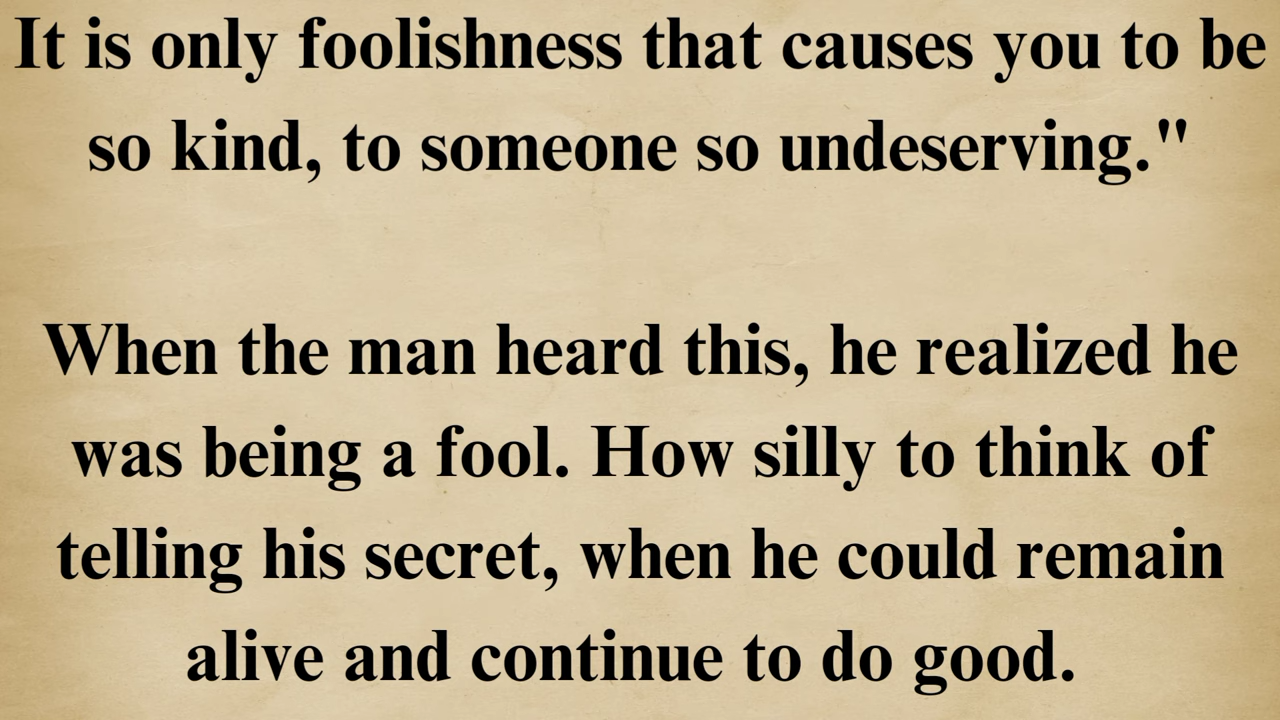 It is only foolishness that causes you to be
so kind, to someone so undeserving."
When the man heard this, he realized he
was being a fool. How silly to think of
telling his secret, when he could remain
alive and continue to do good.